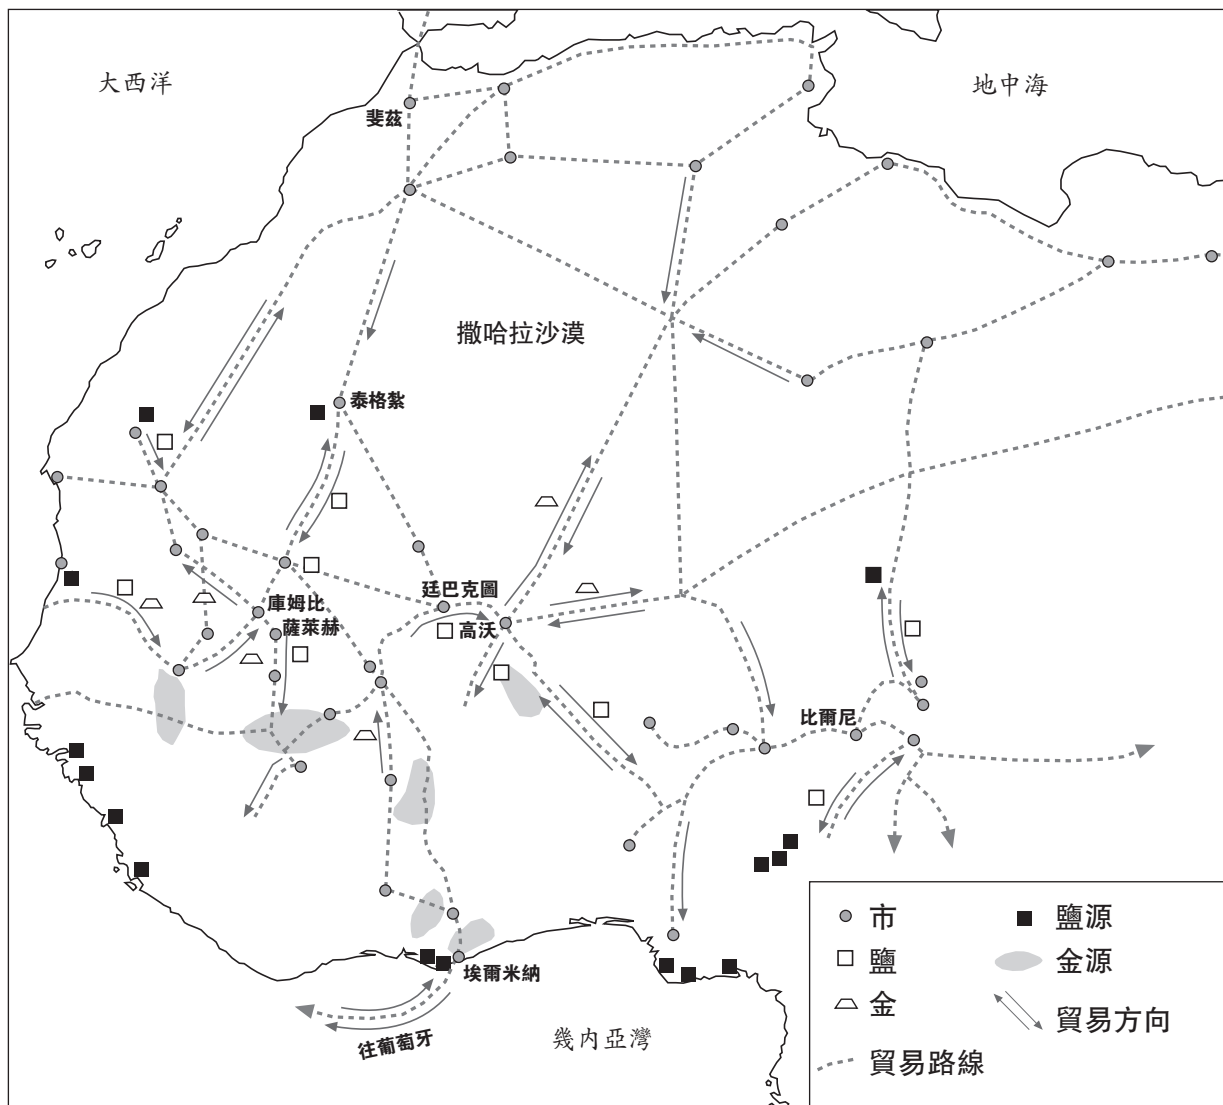 大西洋
地中海
斐茲
撒哈拉沙漠
泰格紮
廷巴克圖
高沃
庫姆比
薩萊赫
比爾尼
埃爾米納
往葡萄牙
幾內亞灣
市
鹽
金
貿易路線
鹽源
金源
貿易方向